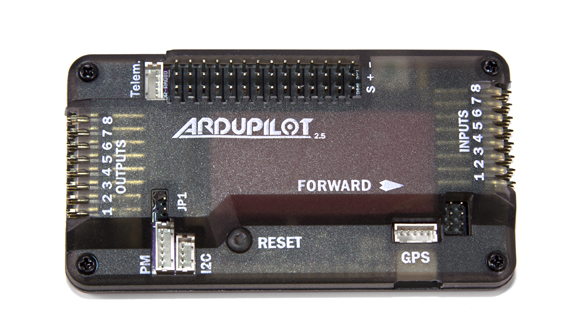 Telem.
S + -
ARDUPILOT 2.5
1 2 3 4 5 6 7 8
OUTPUTS
INPUTS
1 2 3 4 5 6 7 8
FORWARD
JP1
PM
I2C
RESET
GPS